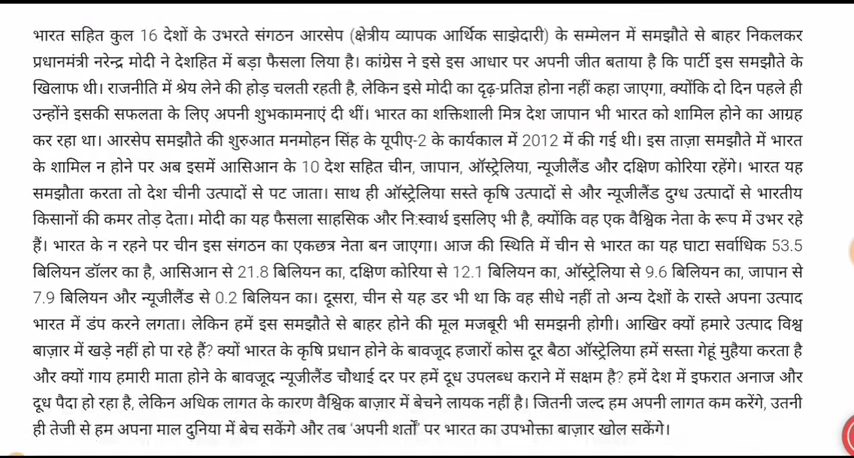 भारत सहित कुल 16 देशों के उभरते संगठन आरसेप (क्षेत्रीय व्यापक आर्थिक साझेदारी) के सम्मेलन में समझौते से बाहर निकलकर
प्रधानमंत्री नरेन्द्र मोदी ने देशहित में बड़ा फैसला लिया है। कांग्रेस ने इसे इस आधार पर अपनी जीत बताया है कि पार्टी इस समझौते के
खिलाफ थी। राजनीति में श्रेय लेने की होड़ चलती रहती है, लेकिन इसे मोदी का दृढ़-प्रतिज्ञ होना नहीं कहा जाएगा, क्योंकि दो दिन पहले ही
उन्होंने इसकी सफलता के लिए अपनी शुभकामनाएं दी थीं। भारत का शक्तिशाली मित्र देश जापान भी भारत को शामिल होने का आग्रह
कर रहा था। आरसेप समझौते की शुरुआत मनमोहन सिंह के यूपीए-2 के कार्यकाल में 2012 में की गई थी। इस ताज़ा समझौते में भारत
के शामिल न होने पर अब इसमें आसिआन के 10 देश सहित चीन, जापान, ऑस्ट्रेलिया, न्यूजीलैंड और दक्षिण कोरिया रहेंगे। भारत यह
समझौता करता तो देश चीनी उत्पादों से पट जाता। साथ ही ऑस्ट्रेलिया सस्ते कृषि उत्पादों से और न्यूजीलैंड दुग्ध उत्पादों से भारतीय
किसानों की कमर तोड़ देता। मोदी का यह फैसला साहसिक और नि:स्वार्थ इसलिए भी है, क्योंकि वह एक वैश्विक नेता के रूप में उभर रहे
हैं। भारत के न रहने पर चीन इस संगठन का एकछत्र नेता बन जाएगा। आज की स्थिति में चीन से भारत का यह घाटा सर्वाधिक 53.5
बिलियन डॉलर का है, आसिआन से 21.8 बिलियन का, दक्षिण कोरिया से 12.1 बिलियन का, ऑस्ट्रेलिया से 9.6 बिलियन का, जापान से
7.9 बिलियन और न्यूजीलैंड से 0.2 बिलियन का। दूसरा, चीन से यह डर भी था कि वह सीधे नहीं तो अन्य देशों के रास्ते अपना उत्पाद
भारत में डंप करने लगता। लेकिन हमें इस समझौते से बाहर होने की मूल मजबूरी भी समझनी होगी। आखिर क्यों हमारे उत्पाद विश्व
बाज़ार में खड़े नहीं हो पा रहे हैं? क्यों भारत के कृषि प्रधान होने के बावजूद हजारों कोस दूर बैठा ऑस्ट्रेलिया हमें सस्ता गेहूं मुहैया करता है
और क्यों गाय हमारी माता होने के बावजूद न्यूजीलैंड चौथाई दर पर हमें दूध उपलब्ध कराने में सक्षम है? हमें देश में इफरात अनाज और
दूध पैदा हो रहा है, लेकिन अधिक लागत के कारण वैश्विक बाज़ार में बेचने लायक नहीं है। जितनी जल्द हम अपनी लागत कम करेंगे, उतनी
ही तेजी से हम अपना माल दुनिया में बेच सकेंगे और तब 'अपनी शर्तों' पर भारत का उपभोक्ता बाज़ार खोल सकेंगे।